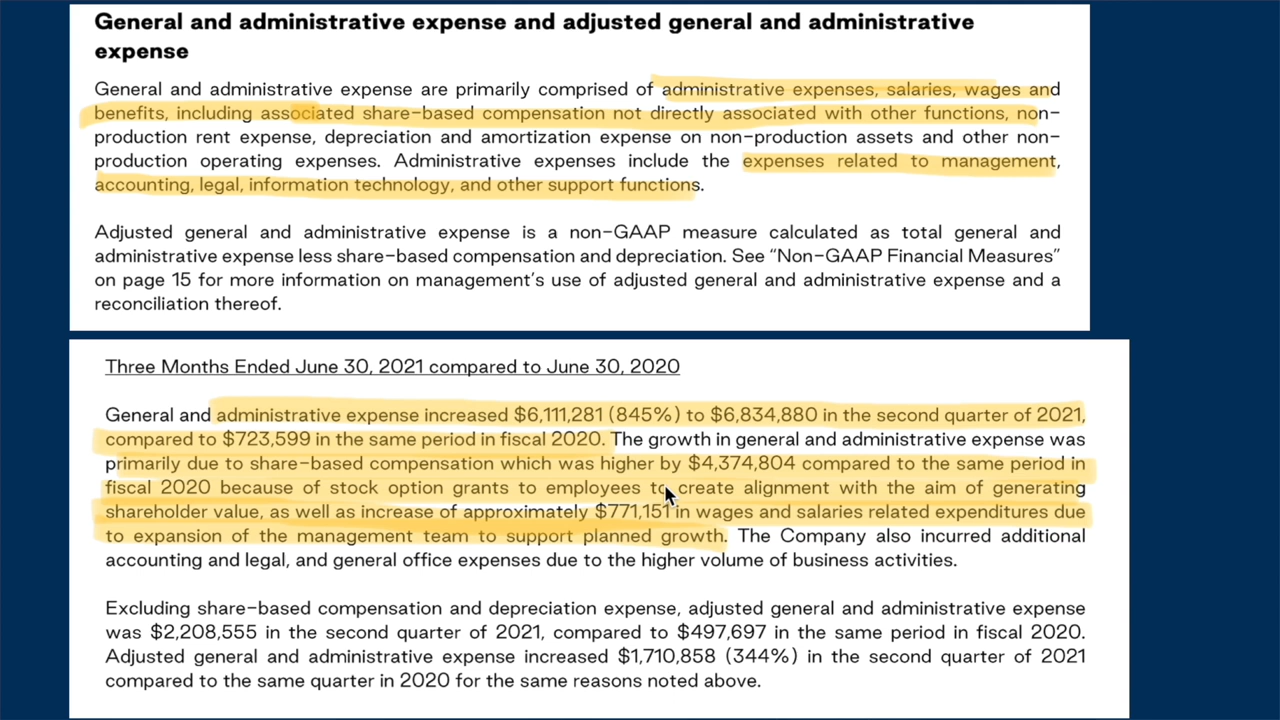 General and administrative expense and adjusted general and administrative
expense
General and administrative expense are primarily comprised of administrative expenses, salaries, wages and
benefits, including associated share-based compensation not directly associated with other functions, non-
production rent expense, depreciation and amortization expense on non-production assets and other non-
production operating expenses. Administrative expenses include the expenses related to management,
accounting, legal, information technology, and other support functions.
Adjusted general and administrative expense is a non-GAAP measure calculated as total general and
administrative expense less share-based compensation and depreciation. See “Non-GAAP Financial Measures”
on page 15 for more information on management's use of adjusted general and administrative expense and a
reconciliation thereof.
Three Months Ended June 30, 2021 compared to June 30, 2020
General and administrative expense increased $6,111,281 (845%) to $6,834,880 in the second quarter of 2021,
compared to $723,599 in the same period in fiscal 2020. The growth in general and administrative expense was
primarily due to share-based compensation which was higher by $4,374,804 compared to the same period in
fiscal 2020 because of stock option grants to employees to create alignment with the aim of generating
shareholder value, as well as increase of approximately $771,151 in wages and salaries related expenditures due
to expansion of the management team to support planned growth. The Company also incurred additional
accounting and legal, and general office expenses due to the higher volume of business activities.
Excluding share-based compensation and depreciation expense, adjusted general and administrative expense
was $2,208,555 in the second quarter of 2021, compared to $497,697 in the same period in fiscal 2020.
Adjusted general and administrative expense increased $1,710,858 (344%) in the second quarter of 2021
compared to the same quarter in 2020 for the same reasons noted above.